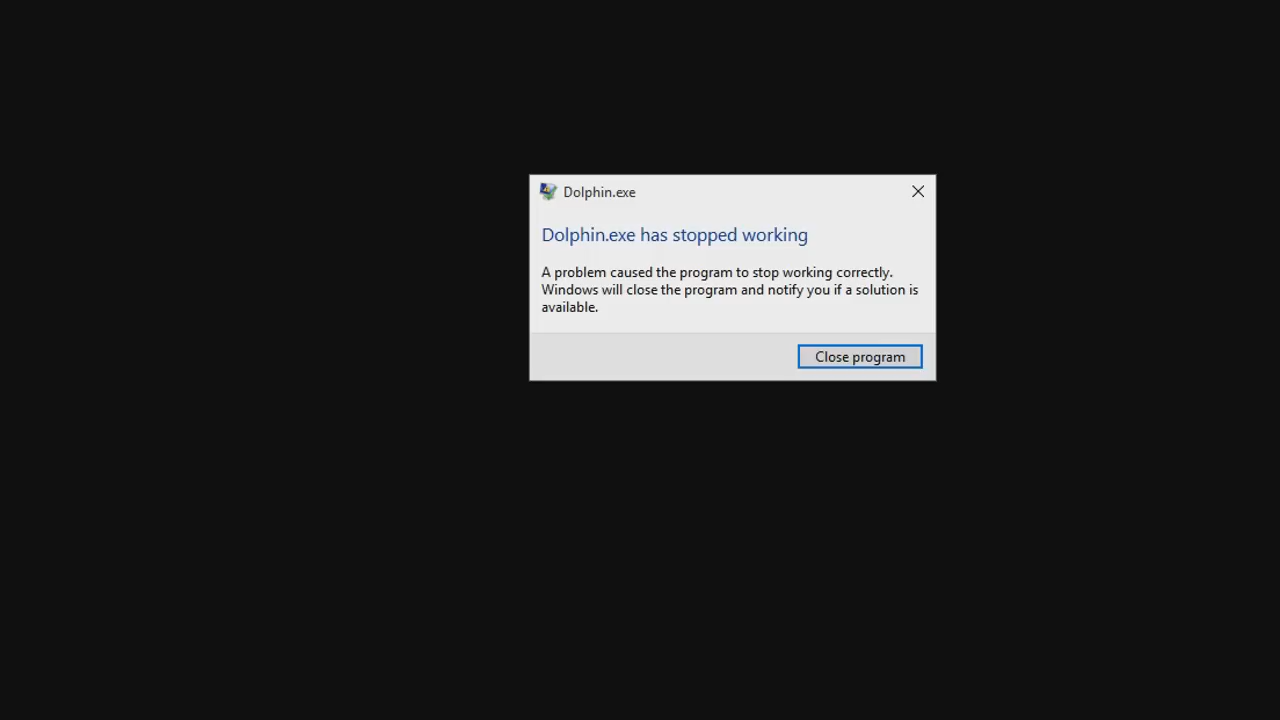 Dolphin.exe
Dolphin.exe has stopped working
A problem caused the program to stop working correctly.
Windows will close the program and notify you if a solution is
available.
Close program